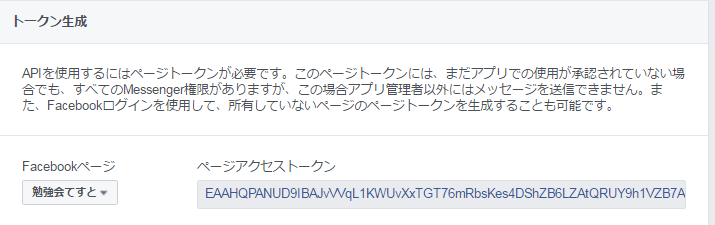 トークン生成
APIを使用するにはページトークンが必要です。このページトークンには、まだアプリでの使用が承認されていない場
合でも、すべてのMessenger権限がありますが、この場合アプリ管理者以外にはメッセージを送信できません。ま
た、Facebookログインを使用して、所有していないページのページトークンを生成することも可能です。
Facebookページ
ページアクセストークン
勉強会てすと
EAAHQPANUD9IBAJvVVqL1KWUvXxTGT76mRbsKes4DShZB6LZAtQRUY9h1VZB7A